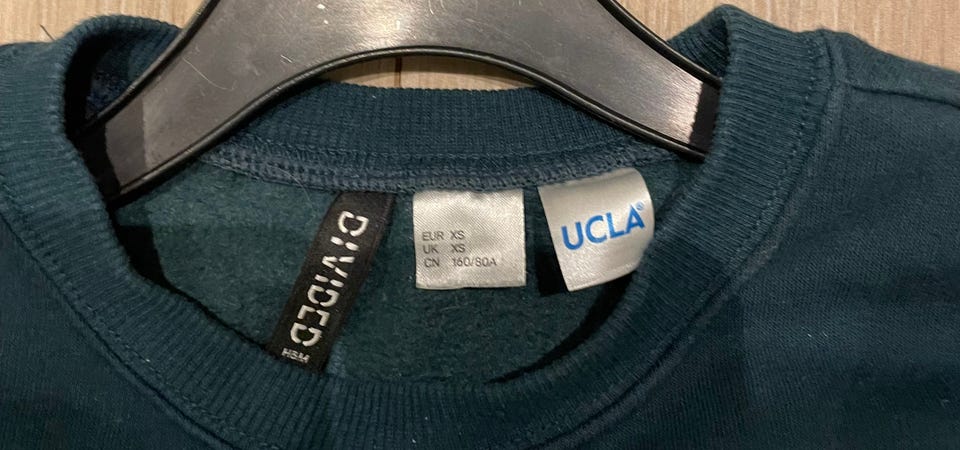 DIVIDED
H&M
EUR XS
UK XS
CN 160/80A
UCLA®